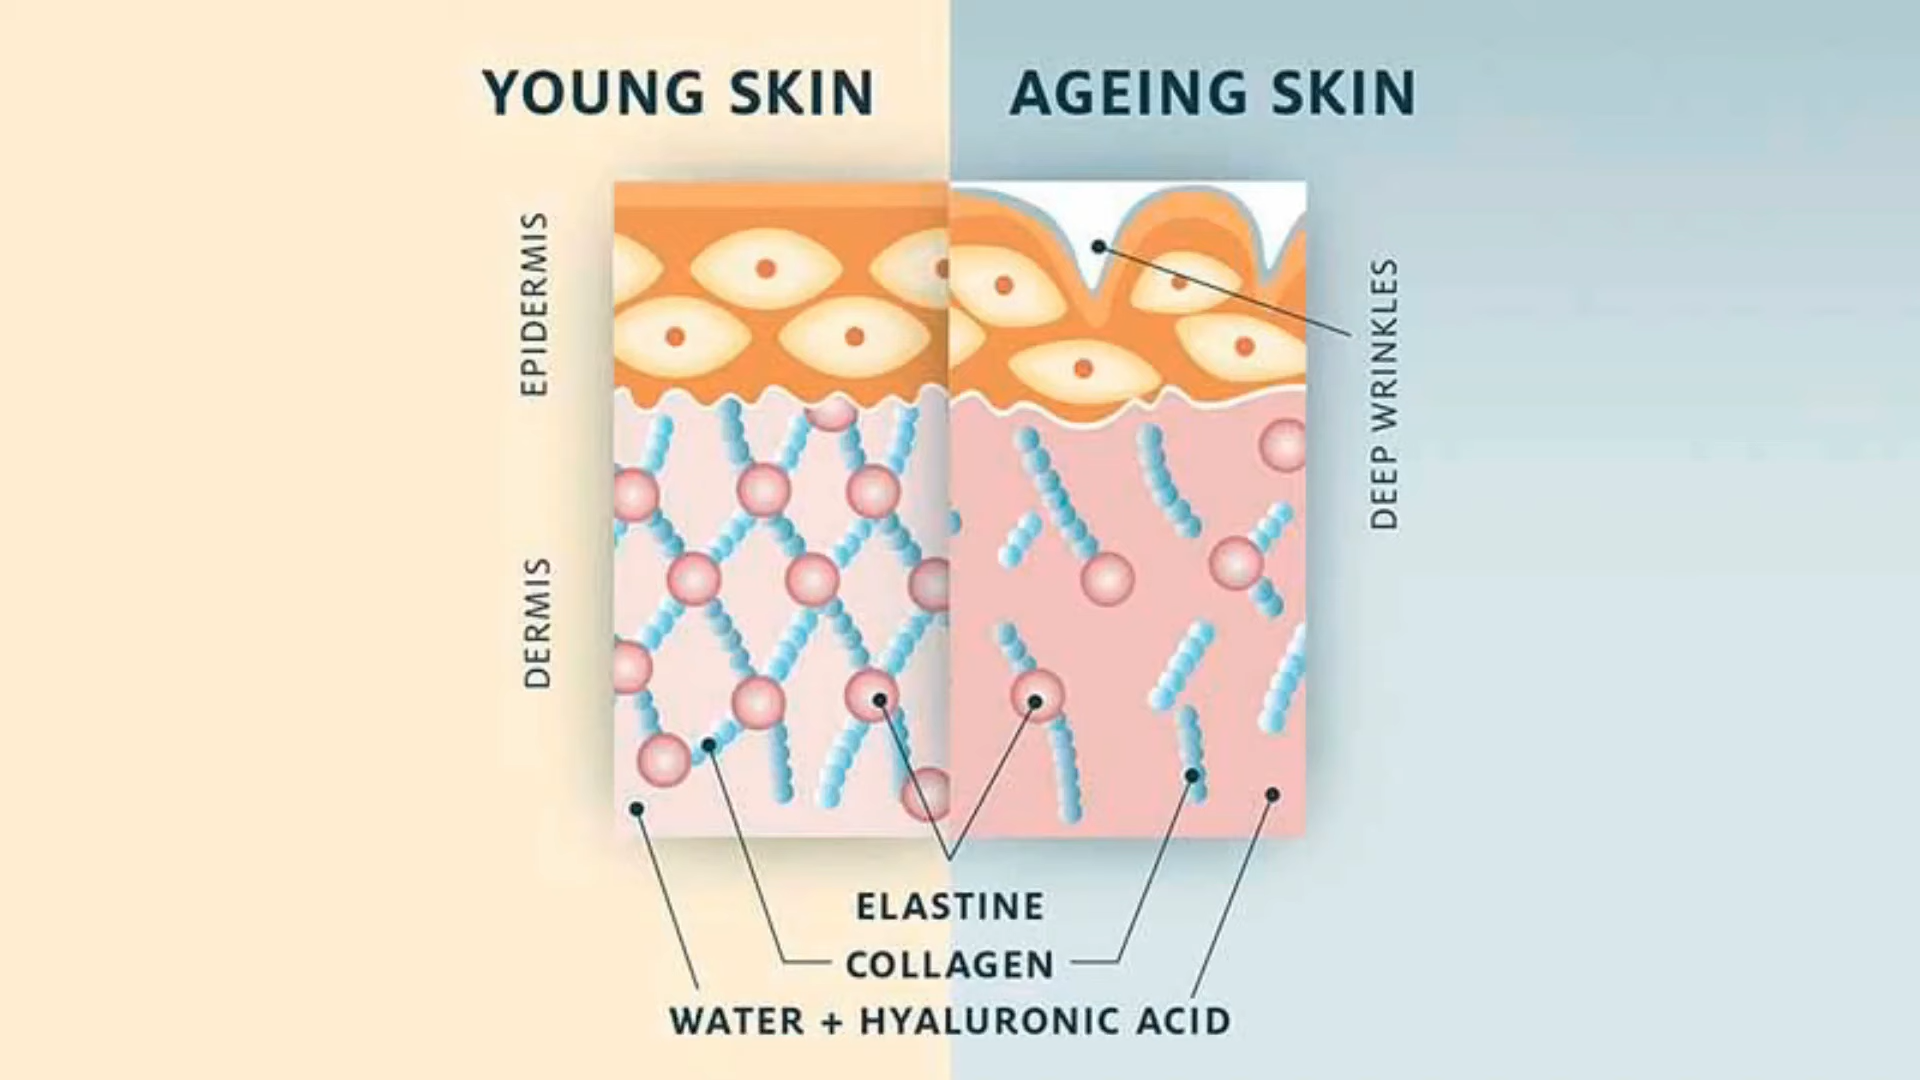 YOUNG SKIN
AGEING SKIN
EPIDERMIS
DERMIS
DEEP WRINKLES
ELASTINE
COLLAGEN
WATER + HYALURONIC ACID